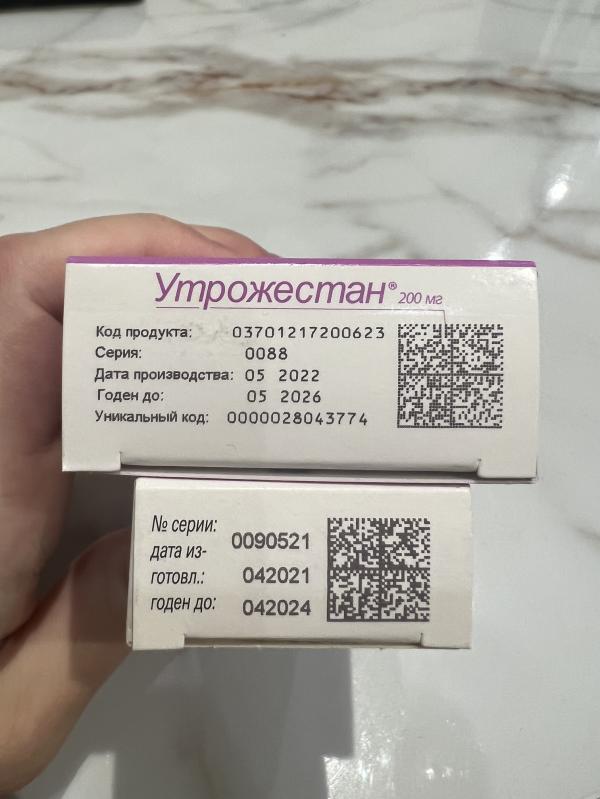 Утрожестан® 200 мг
Код продукта: 03701217200623
Серия: 0088
Дата производства: 05 2022
Годен до: 05 2026
Уникальный код: 0000028043774
№ серии: 0090521
дата из-
готовл.: 042021
годен до: 042024